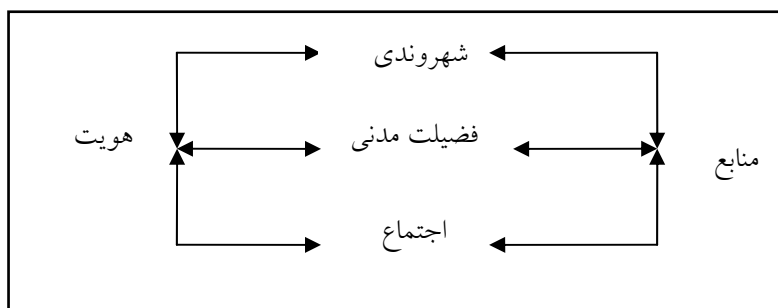 شهروندی
هویت
فضیلت مدنی
منابع
اجتماع